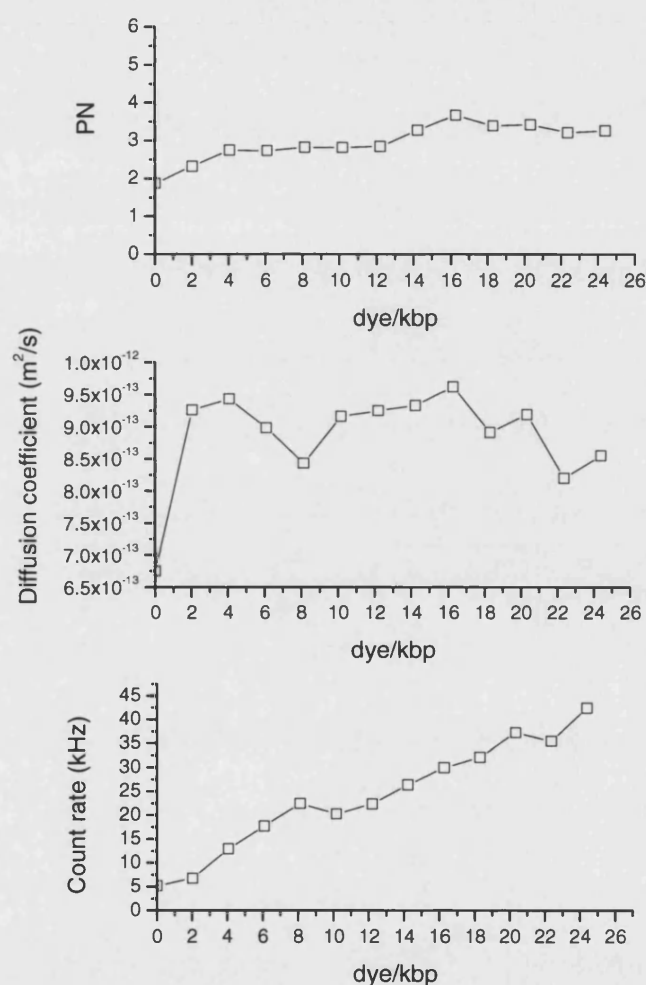 6
5
4
3
2
1
0
PN
0 2 4 6 8 10 12 14 16 18 20 22 24 26
dye/kbp
1.0x10⁻¹²
9.5x10⁻¹³
9.0x10⁻¹³
8.5x10⁻¹³
8.0x10⁻¹³
7.5x10⁻¹³
7.0x10⁻¹³
6.5x10⁻¹³
Diffusion coefficient (m²/s)
0 2 4 6 8 10 12 14 16 18 20 22 24 26
dye/kbp
45
40
35
30
25
20
15
10
5
0
Count rate (kHz)
0 2 4 6 8 10 12 14 16 18 20 22 24 26
dye/kbp